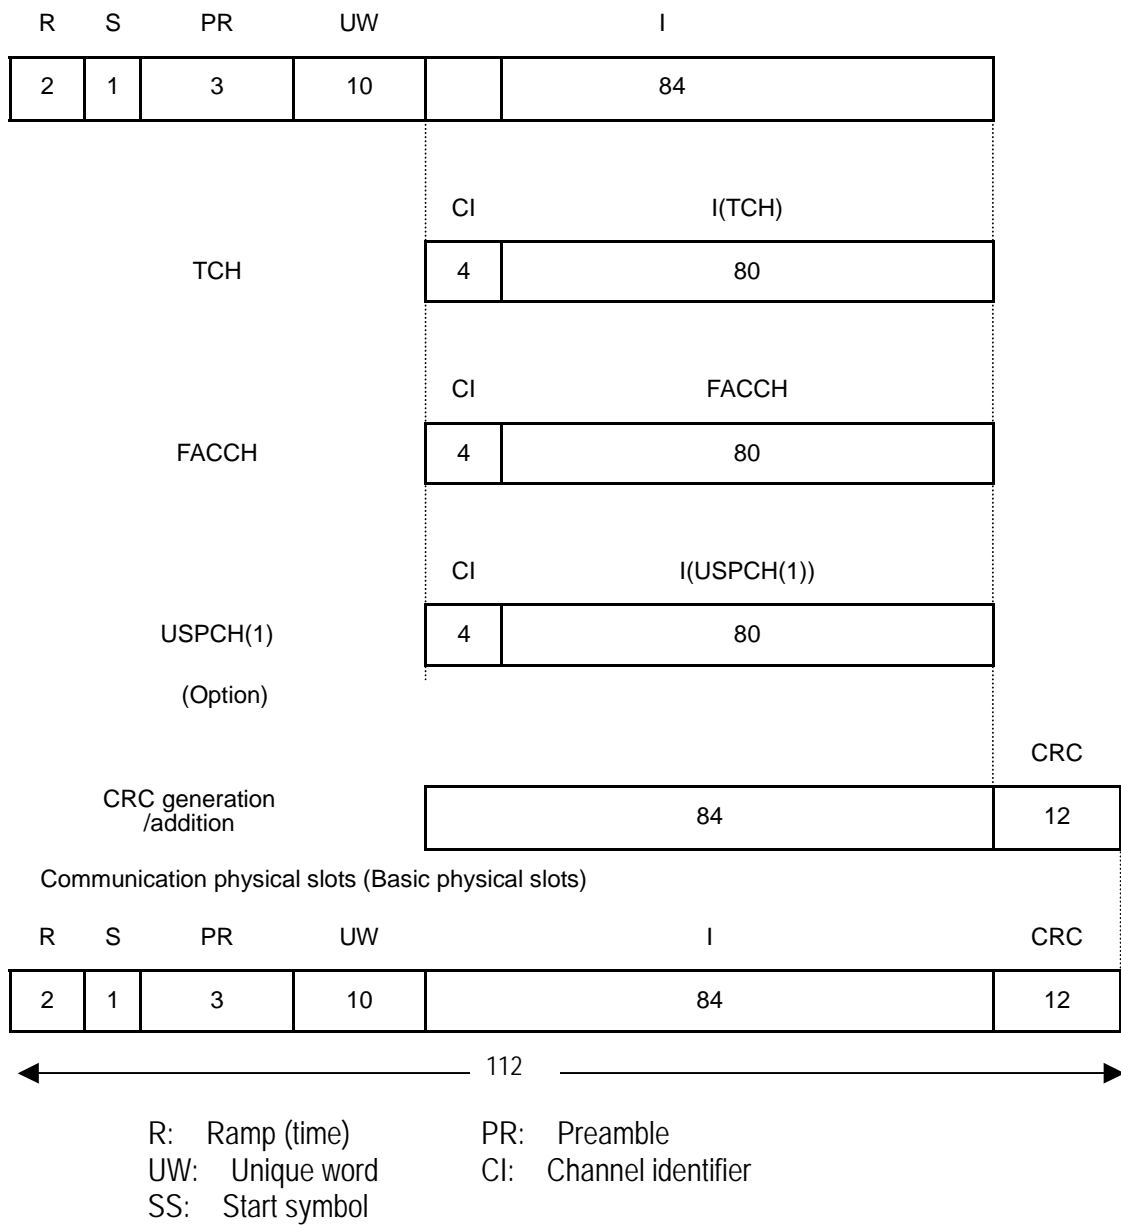 R S PR UW I
2 1 3 10 84
CI I(TCH)
TCH 4 80
CI FACCH
FACCH 4 80
CI I(USPCH(1))
USPCH(1) 4 80
(Option)
CRC
CRC generation
/addition 84 12
Communication physical slots (Basic physical slots)
R S PR UW I CRC
2 1 3 10 84 12
112
R: Ramp (time) PR: Preamble
UW: Unique word CI: Channel identifier
SS: Start symbol